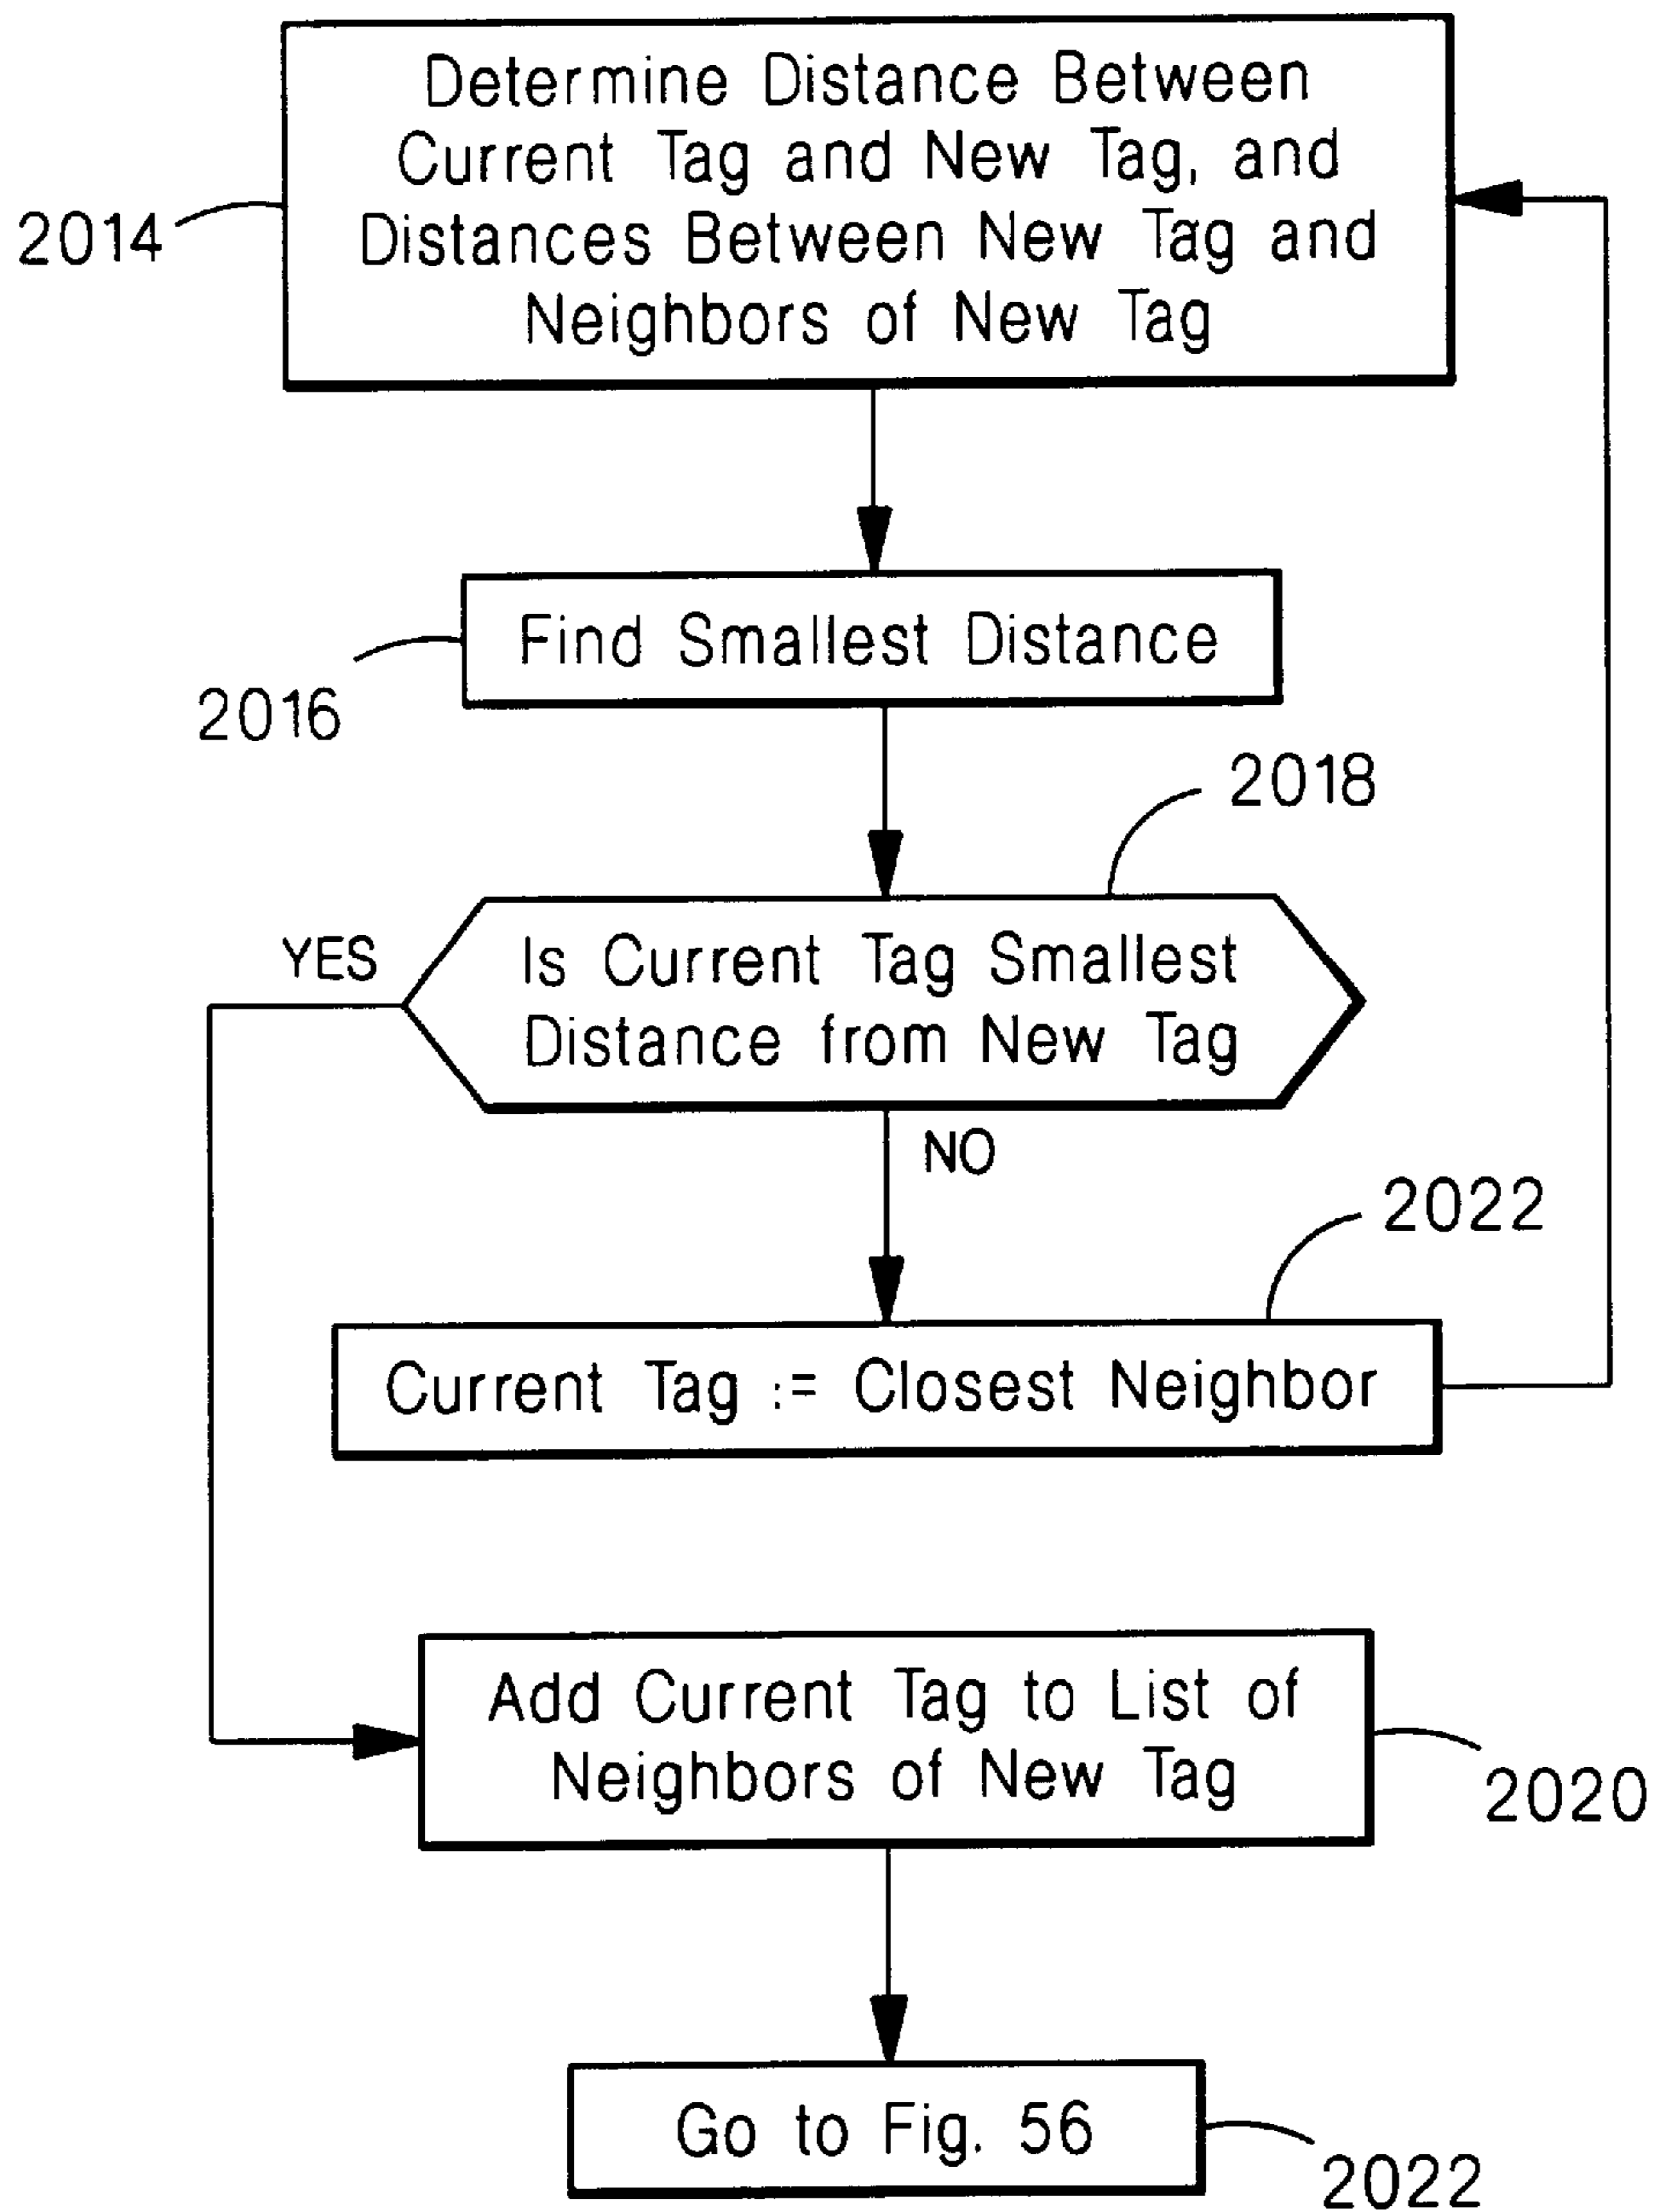 Determine Distance Between
Current Tag and New Tag, and
Distances Between New Tag and
Neighbors of New Tag
2014
Find Smallest Distance
2016
2018
YES
Is Current Tag Smallest
Distance from New Tag
NO
2022
Current Tag := Closest Neighbor
Add Current Tag to List of
Neighbors of New Tag
2020
Go to Fig. 56
2022